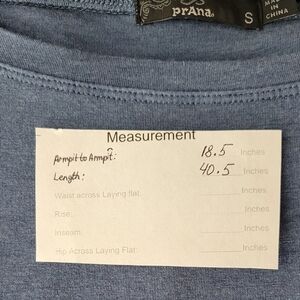 prAna
S
MADE
IN
CHINA
Measurement
Armpit to Armpit: 18.5 Inches
Length: 40.5 Inches
Waist across Laying flat: Inches
Rise: Inches
Inseam: Inches
Hip Across Laying Flat: Inches